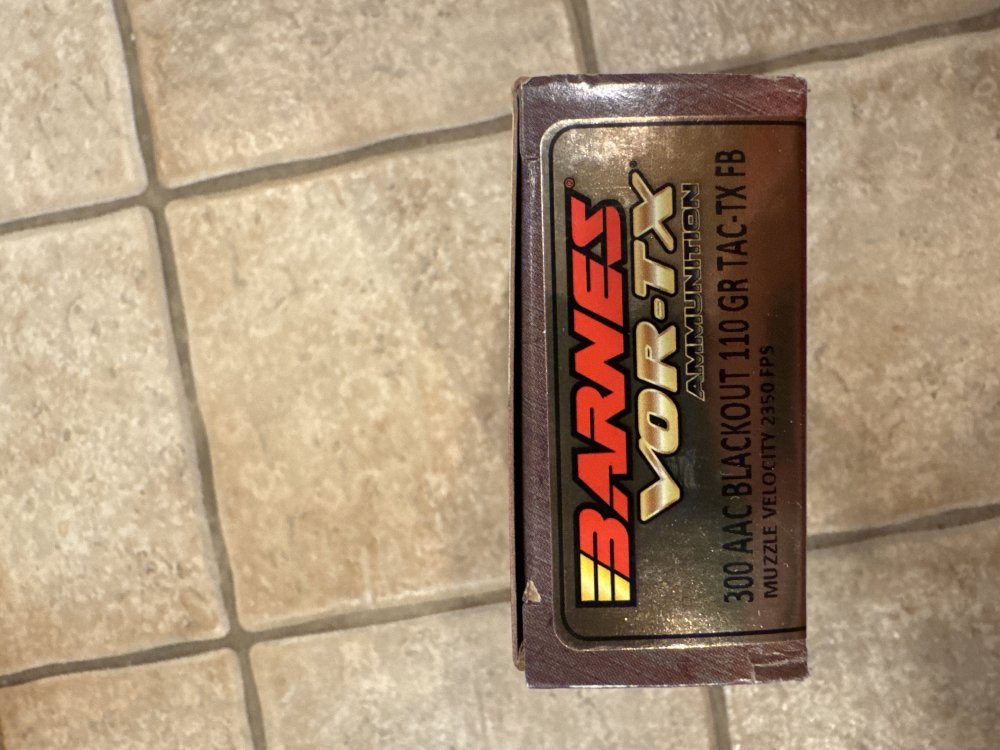 BARNES®
VOR-TX®
AMMUNITION
300 AAC BLACKOUT 110 GR TAC-TX FB
MUZZLE VELOCITY 2350 FPS